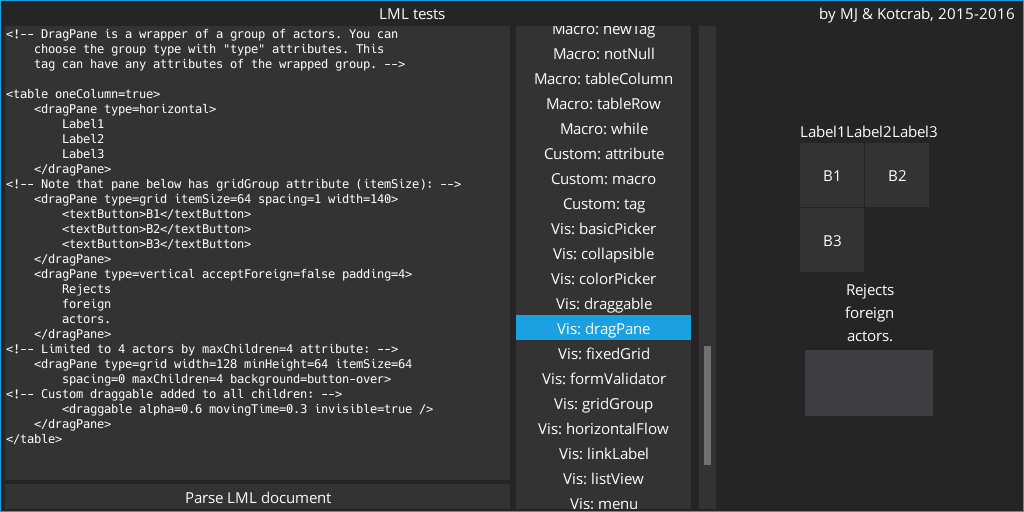 LML tests
by MJ & Kotcrab, 2015-2016
<!-- DragPane is a wrapper of a group of actors. You can
    choose the group type with "type" attributes. This
    tag can have any attributes of the wrapped group. -->

<table oneColumn=true>
    <dragPane type=horizontal>
        Label1
        Label2
        Label3
    </dragPane>
<!-- Note that pane below has gridGroup attribute (itemSize): -->
    <dragPane type=grid itemSize=64 spacing=1 width=140>
        <textButton>B1</textButton>
        <textButton>B2</textButton>
        <textButton>B3</textButton>
    </dragPane>
    <dragPane type=vertical acceptForeign=false padding=4>
        Rejects
        foreign
        actors.
    </dragPane>
<!-- Limited to 4 actors by maxChildren=4 attribute: -->
    <dragPane type=grid width=128 minHeight=64 itemSize=64
        spacing=0 maxChildren=4 background=button-over>
<!-- Custom draggable added to all children: -->
        <draggable alpha=0.6 movingTime=0.3 invisible=true />
    </dragPane>
</table>
Parse LML document
Macro: newTag
Macro: notNull
Macro: tableColumn
Macro: tableRow
Macro: while
Custom: attribute
Custom: macro
Custom: tag
Vis: basicPicker
Vis: collapsible
Vis: colorPicker
Vis: draggable
Vis: dragPane
Vis: fixedGrid
Vis: formValidator
Vis: gridGroup
Vis: horizontalFlow
Vis: linkLabel
Vis: listView
Vis: menu
Label1Label2Label3
B1 B2
B3
Rejects
foreign
actors.